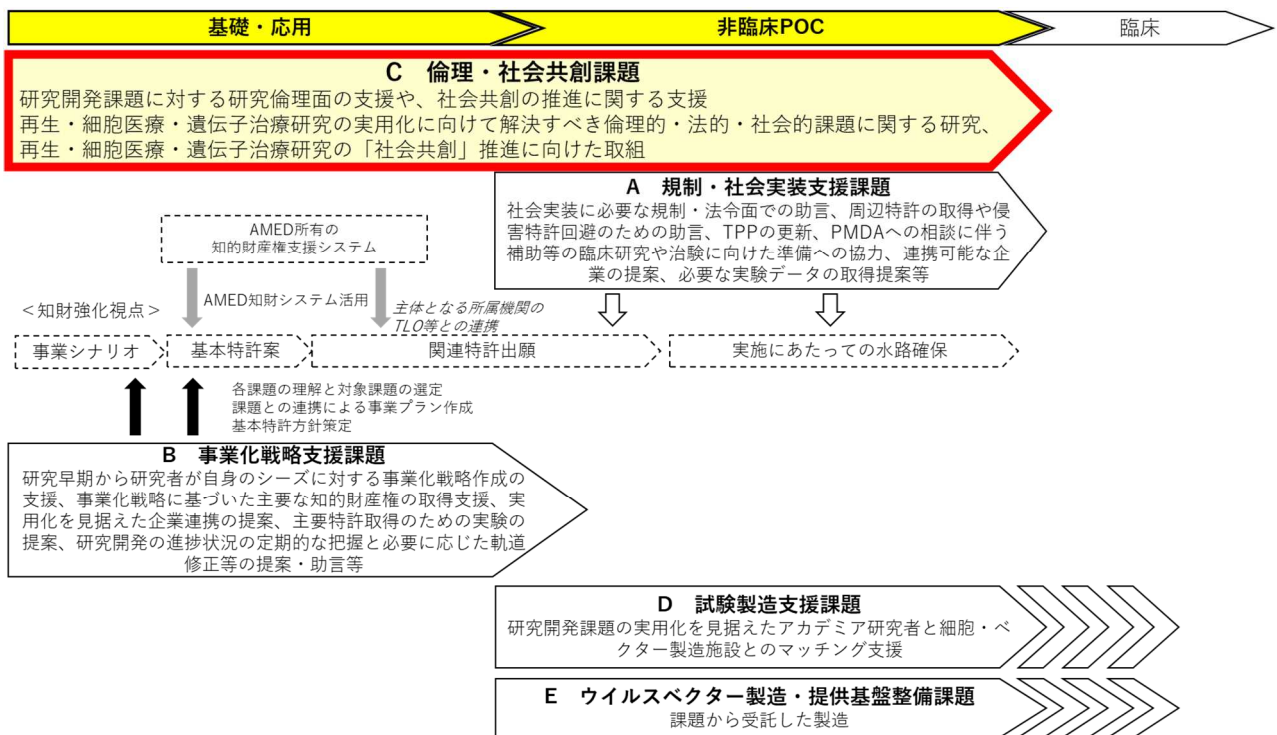 基礎・応用
非臨床POC
臨床
C　倫理・社会共創課題
研究開発課題に対する研究倫理面の支援や、社会共創の推進に関する支援
再生・細胞医療・遺伝子治療研究の実用化に向けて解決すべき倫理的・法的・社会的課題に関する研究、
再生・細胞医療・遺伝子治療研究の「社会共創」推進に向けた取組
A　規制・社会実装支援課題
社会実装に必要な規制・法令面での助言、周辺特許の取得や侵
害特許回避のための助言、TPPの更新、PMDAへの相談に伴う
補助等の臨床研究や治験に向けた準備への協力、連携可能な企
業の提案、必要な実験データの取得提案等
AMED所有の
知的財産権支援システム
AMED知財システム活用
主体となる所属機関の
TLO等との連携
＜知財強化視点＞
事業シナリオ
基本特許案
関連特許出願
実施にあたっての水路確保
各課題の理解と対象課題の選定
課題との連携による事業プラン作成
基本特許方針策定
B　事業化戦略支援課題
研究早期から研究者が自身のシーズに対する事業化戦略作成の
支援、事業化戦略に基づいた主要な知的財産権の取得支援、実
用化を見据えた企業連携の提案、主要特許取得のための実験の
提案、研究開発の進捗状況の定期的な把握と必要に応じた軌道
修正等の提案・助言等
D　試験製造支援課題
研究開発課題の実用化を見据えたアカデミア研究者と細胞・ベ
クター製造施設とのマッチング支援
E　ウイルスベクター製造・提供基盤整備課題
課題から受託した製造